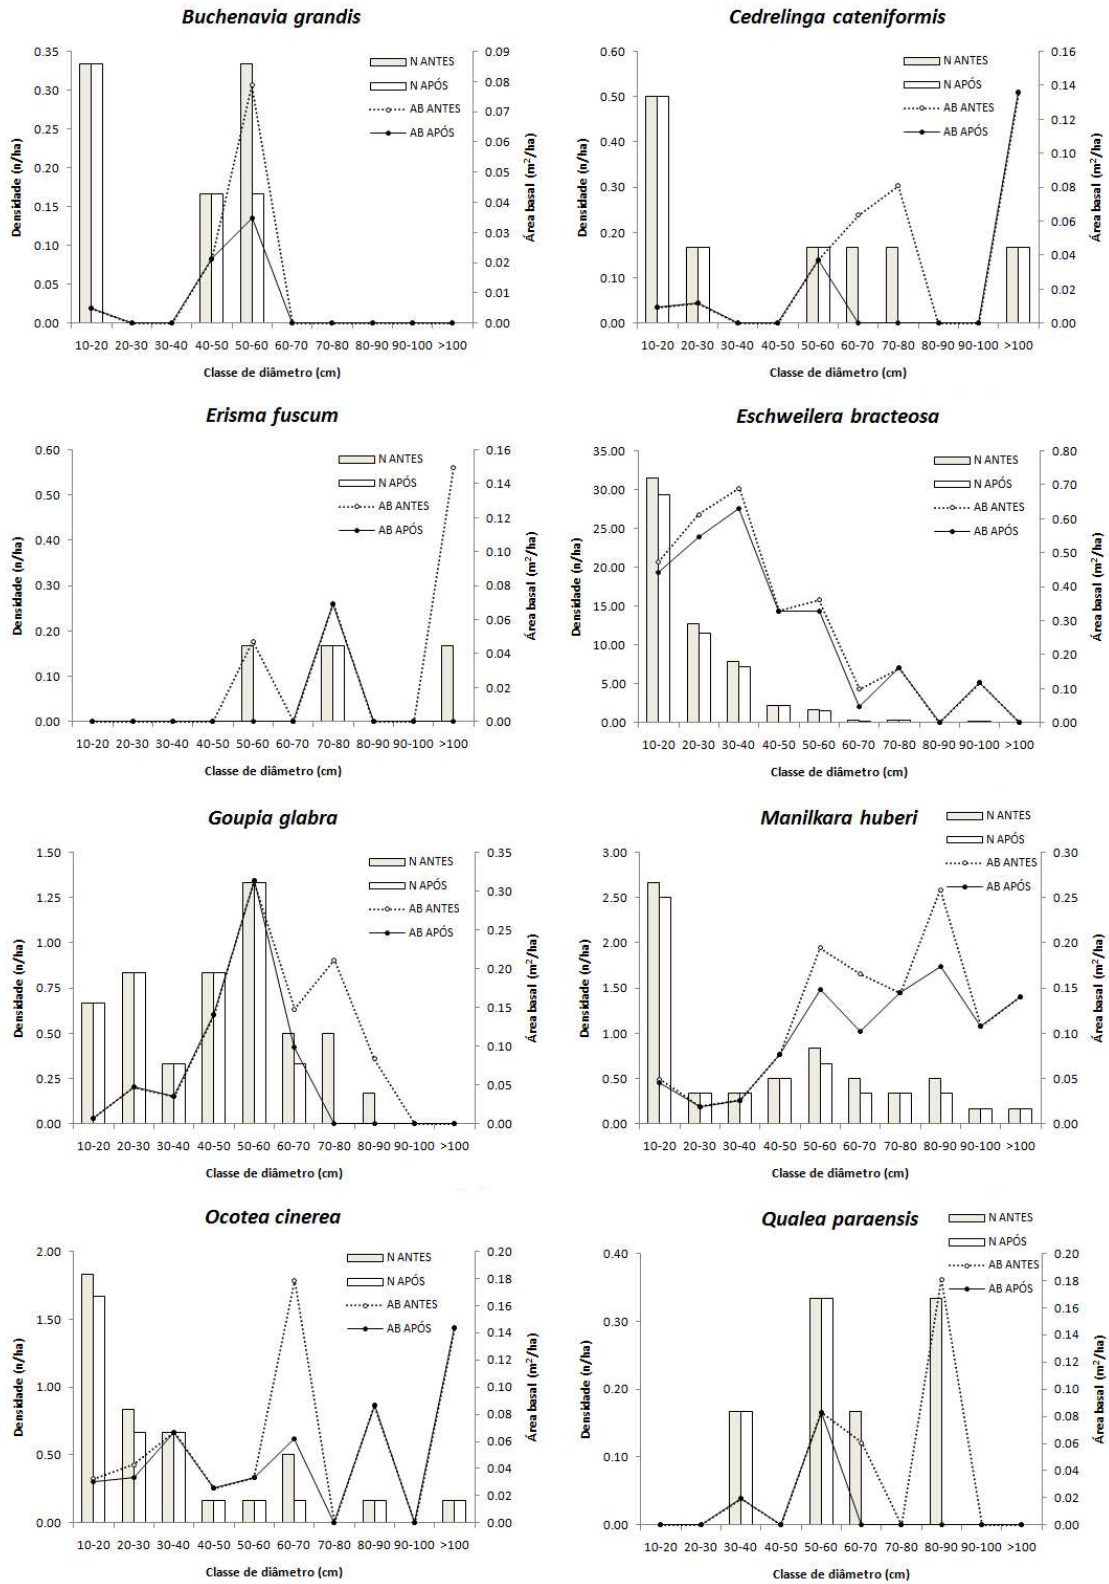 Buchenavia grandis
0.35
0.30
0.25
0.20
0.15
0.10
0.05
0.00
Densidade (n/ha)
N ANTES
N APÓS
AB ANTES
AB APÓS
0.09
0.08
0.07
0.06
0.05
0.04
0.03
0.02
0.01
0.00
Área basal (m²/ha)
10-20 20-30 30-40 40-50 50-60 60-70 70-80 80-90 90-100 >100
Classe de diâmetro (cm)
Cedrelinga cateniformis
0.60
0.50
0.40
0.30
0.20
0.10
0.00
Densidade (n/ha)
N ANTES
N APÓS
AB ANTES
AB APÓS
0.16
0.14
0.12
0.10
0.08
0.06
0.04
0.02
0.00
Área basal (m²/ha)
10-20 20-30 30-40 40-50 50-60 60-70 70-80 80-90 90-100 >100
Classe de diâmetro (cm)
Erisma fuscum
0.60
0.50
0.40
0.30
0.20
0.10
0.00
Densidade (n/ha)
N ANTES
N APÓS
AB ANTES
AB APÓS
0.16
0.14
0.12
0.10
0.08
0.06
0.04
0.02
0.00
Área basal (m²/ha)
10-20 20-30 30-40 40-50 50-60 60-70 70-80 80-90 90-100 >100
Classe de diâmetro (cm)
Eschweilera bracteosa
35.00
30.00
25.00
20.00
15.00
10.00
5.00
0.00
Densidade (n/ha)
N ANTES
N APÓS
AB ANTES
AB APÓS
0.80
0.70
0.60
0.50
0.40
0.30
0.20
0.10
0.00
Área basal (m²/ha)
10-20 20-30 30-40 40-50 50-60 60-70 70-80 80-90 90-100 >100
Classe de diâmetro (cm)
Goupia glabra
1.50
1.25
1.00
0.75
0.50
0.25
0.00
Densidade (n/ha)
N ANTES
N APÓS
AB ANTES
AB APÓS
0.35
0.30
0.25
0.20
0.15
0.10
0.05
0.00
Área basal (m²/ha)
10-20 20-30 30-40 40-50 50-60 60-70 70-80 80-90 90-100 >100
Classe de diâmetro (cm)
Manilkara huberi
3.00
2.50
2.00
1.50
1.00
0.50
0.00
Densidade (n/ha)
N ANTES
N APÓS
AB ANTES
AB APÓS
0.30
0.25
0.20
0.15
0.10
0.05
0.00
Área basal (m²/ha)
10-20 20-30 30-40 40-50 50-60 60-70 70-80 80-90 90-100 >100
Classe de diâmetro (cm)
Ocotea cinerea
2.00
1.50
1.00
0.50
0.00
Densidade (n/ha)
N ANTES
N APÓS
AB ANTES
AB APÓS
0.20
0.18
0.16
0.14
0.12
0.10
0.08
0.06
0.04
0.02
0.00
Área basal (m²/ha)
10-20 20-30 30-40 40-50 50-60 60-70 70-80 80-90 90-100 >100
Classe de diâmetro (cm)
Qualea paraensis
0.40
0.30
0.20
0.10
0.00
Densidade (n/ha)
N ANTES
N APÓS
AB ANTES
AB APÓS
0.20
0.18
0.16
0.14
0.12
0.10
0.08
0.06
0.04
0.02
0.00
Área basal (m²/ha)
10-20 20-30 30-40 40-50 50-60 60-70 70-80 80-90 90-100 >100
Classe de diâmetro (cm)